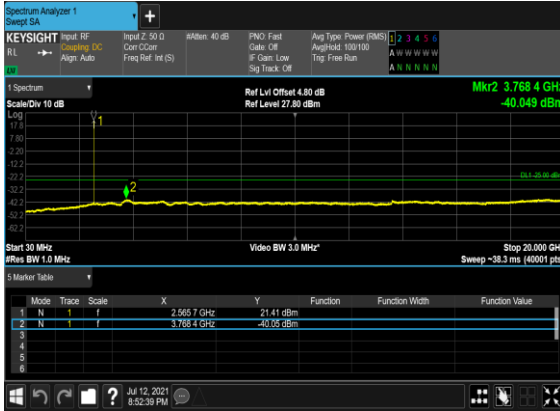 Spectrum Analyzer 1
Swept SA
+
KEYSIGHT Input: RF Input Z: 50 Ω #Atten: 40 dB PNO: Fast Avg Type: Power (RMS) 1 2 3 4 5 6
RL Coupling: DC Corr CCorr Gate: Off Avg|Hold: 100/100 A W W W W W
Align: Auto Freq Ref: Int (S) IF Gain: Low Trig: Free Run
Sig Track: Off A N N N N N
1 Spectrum Ref Lvl Offset 4.80 dB Mkr2 3.768 4 GHz
Scale/Div 10 dB Ref Level 27.80 dBm -40.049 dBm
Log
17.8
7.80
-2.20
-12.2
-22.2
-32.2
-42.2
-52.2
-62.2
1
2
DL1 -25.00 dBm
Start 30 MHz Video BW 3.0 MHz* Stop 20.000 GH
#Res BW 1.0 MHz Sweep ~38.3 ms (40001 pts
5 Marker Table
Mode Trace Scale X Y Function Function Width Function Value
1 N 1 f 2.565 7 GHz 21.41 dBm
2 N 1 f 3.768 4 GHz -40.05 dBm
3
4
5
6
? Jul 12, 2021
8:52:39 PM